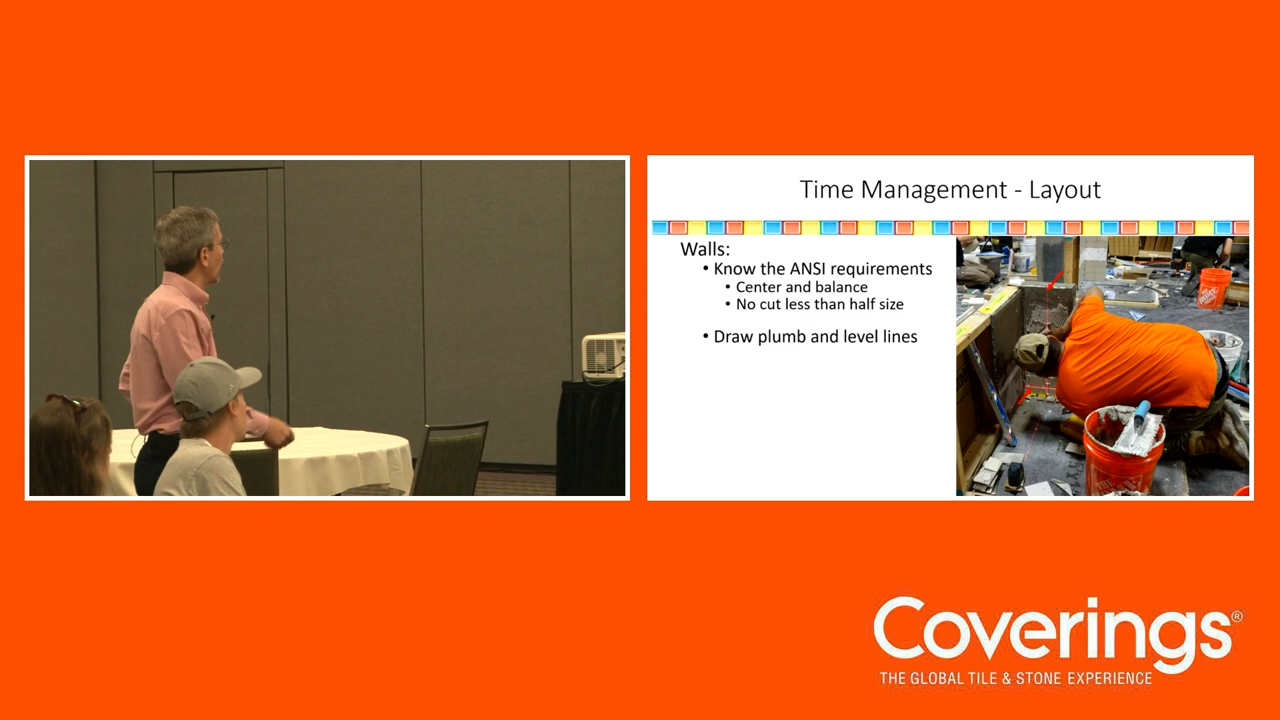 Time Management - Layout
Walls:
• Know the ANSI requirements
• Center and balance
• No cut less than half size
• Draw plumb and level lines
Coverings®
THE GLOBAL TILE & STONE EXPERIENCE